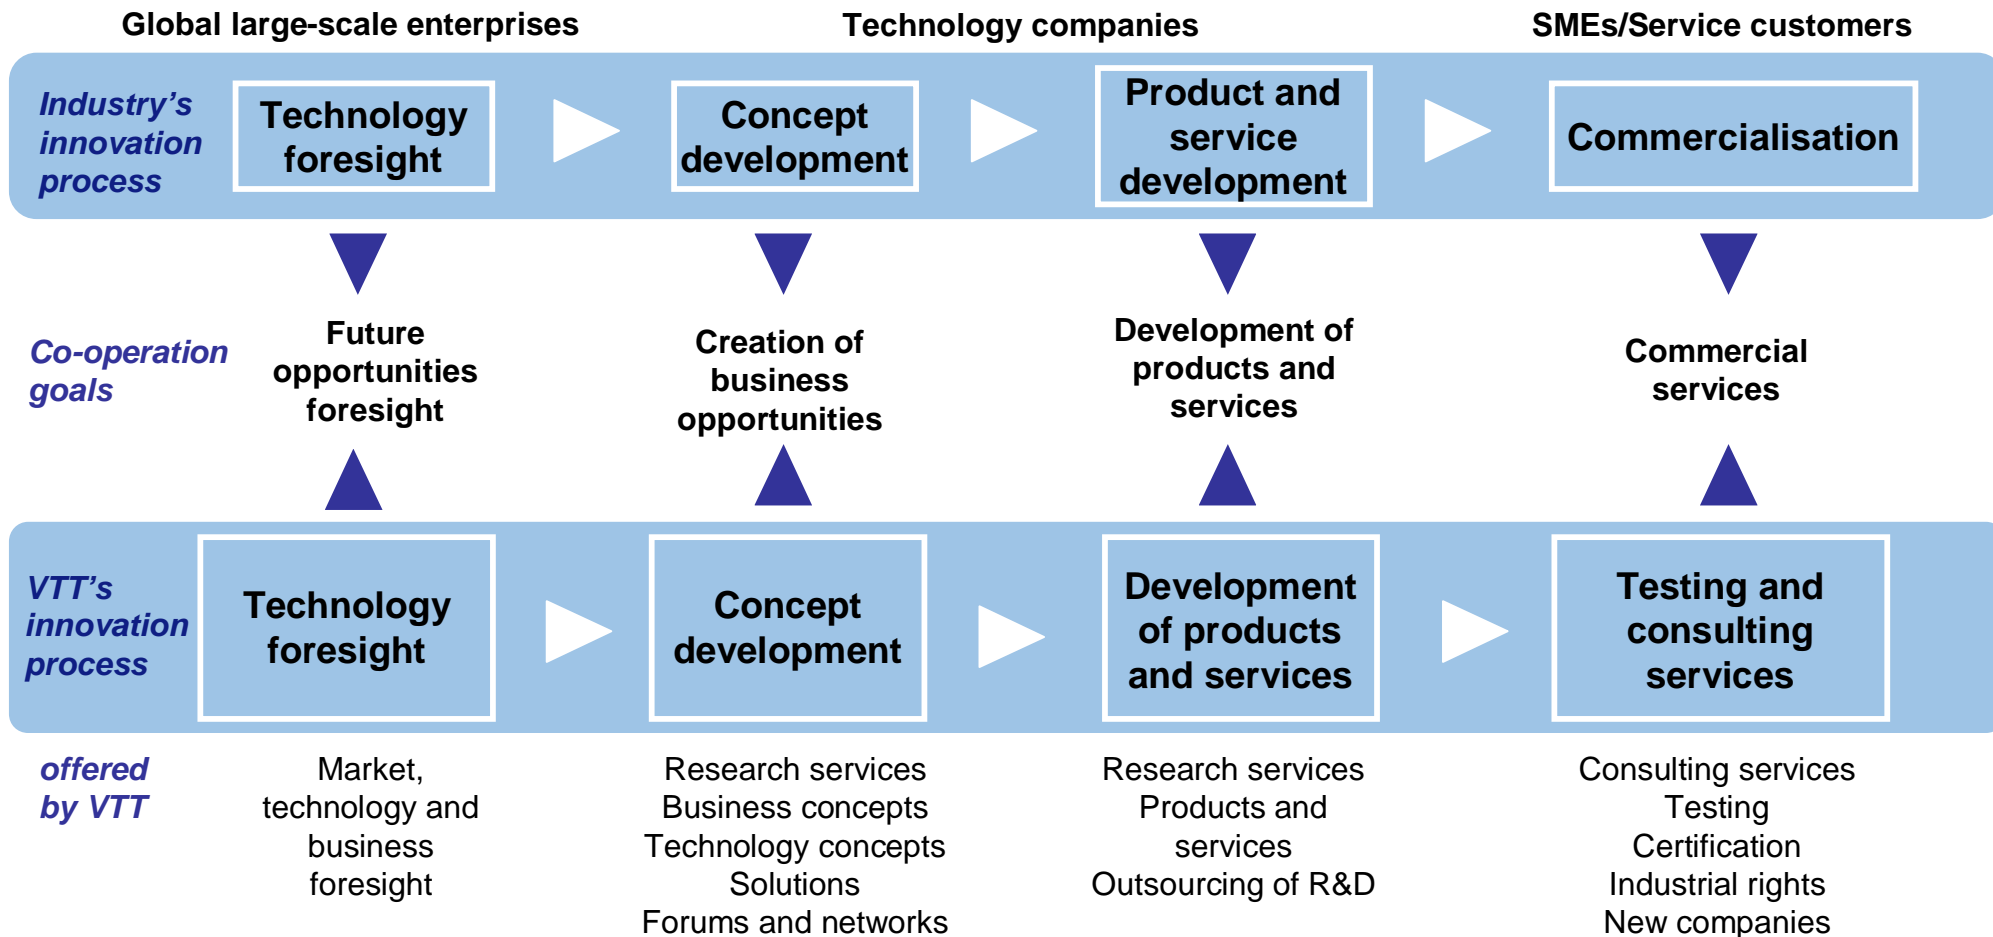 Global large-scale enterprises
Technology companies
SMEs/Service customers
Industry’s
innovation
process
Technology
foresight
Concept
development
Product and
service
development
Commercialisation
Co-operation
goals
Future
opportunities
foresight
Creation of
business
opportunities
Development of
products and
services
Commercial
services
VTT’s
innovation
process
Technology
foresight
Concept
development
Development
of products
and services
Testing and
consulting
services
offered
by VTT
Market,
technology and
business
foresight
Research services
Business concepts
Technology concepts
Solutions
Forums and networks
Research services
Products and
services
Outsourcing of R&D
Consulting services
Testing
Certification
Industrial rights
New companies